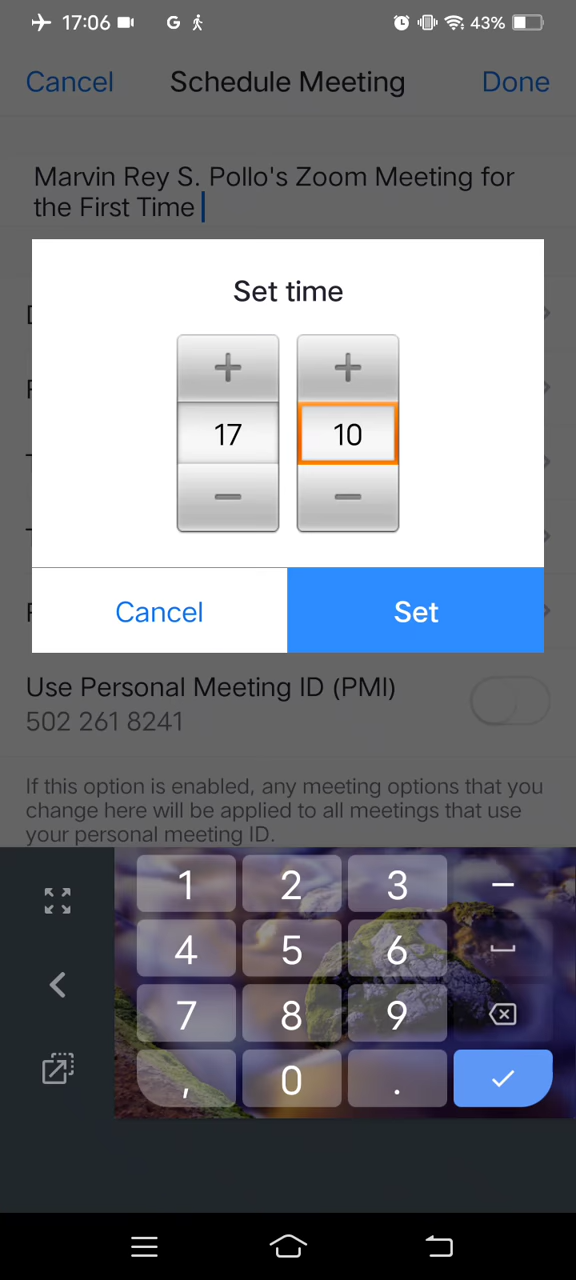 17:06 G 43%
Cancel Schedule Meeting Done
Marvin Rey S. Pollo's Zoom Meeting for
the First Time
Set time
17 10
Cancel Set
Use Personal Meeting ID (PMI)
502 261 8241
If this option is enabled, any meeting options that you
change here will be applied to all meetings that use
your personal meeting ID.
1 2 3 –
4 5 6
7 8 9
, 0 .